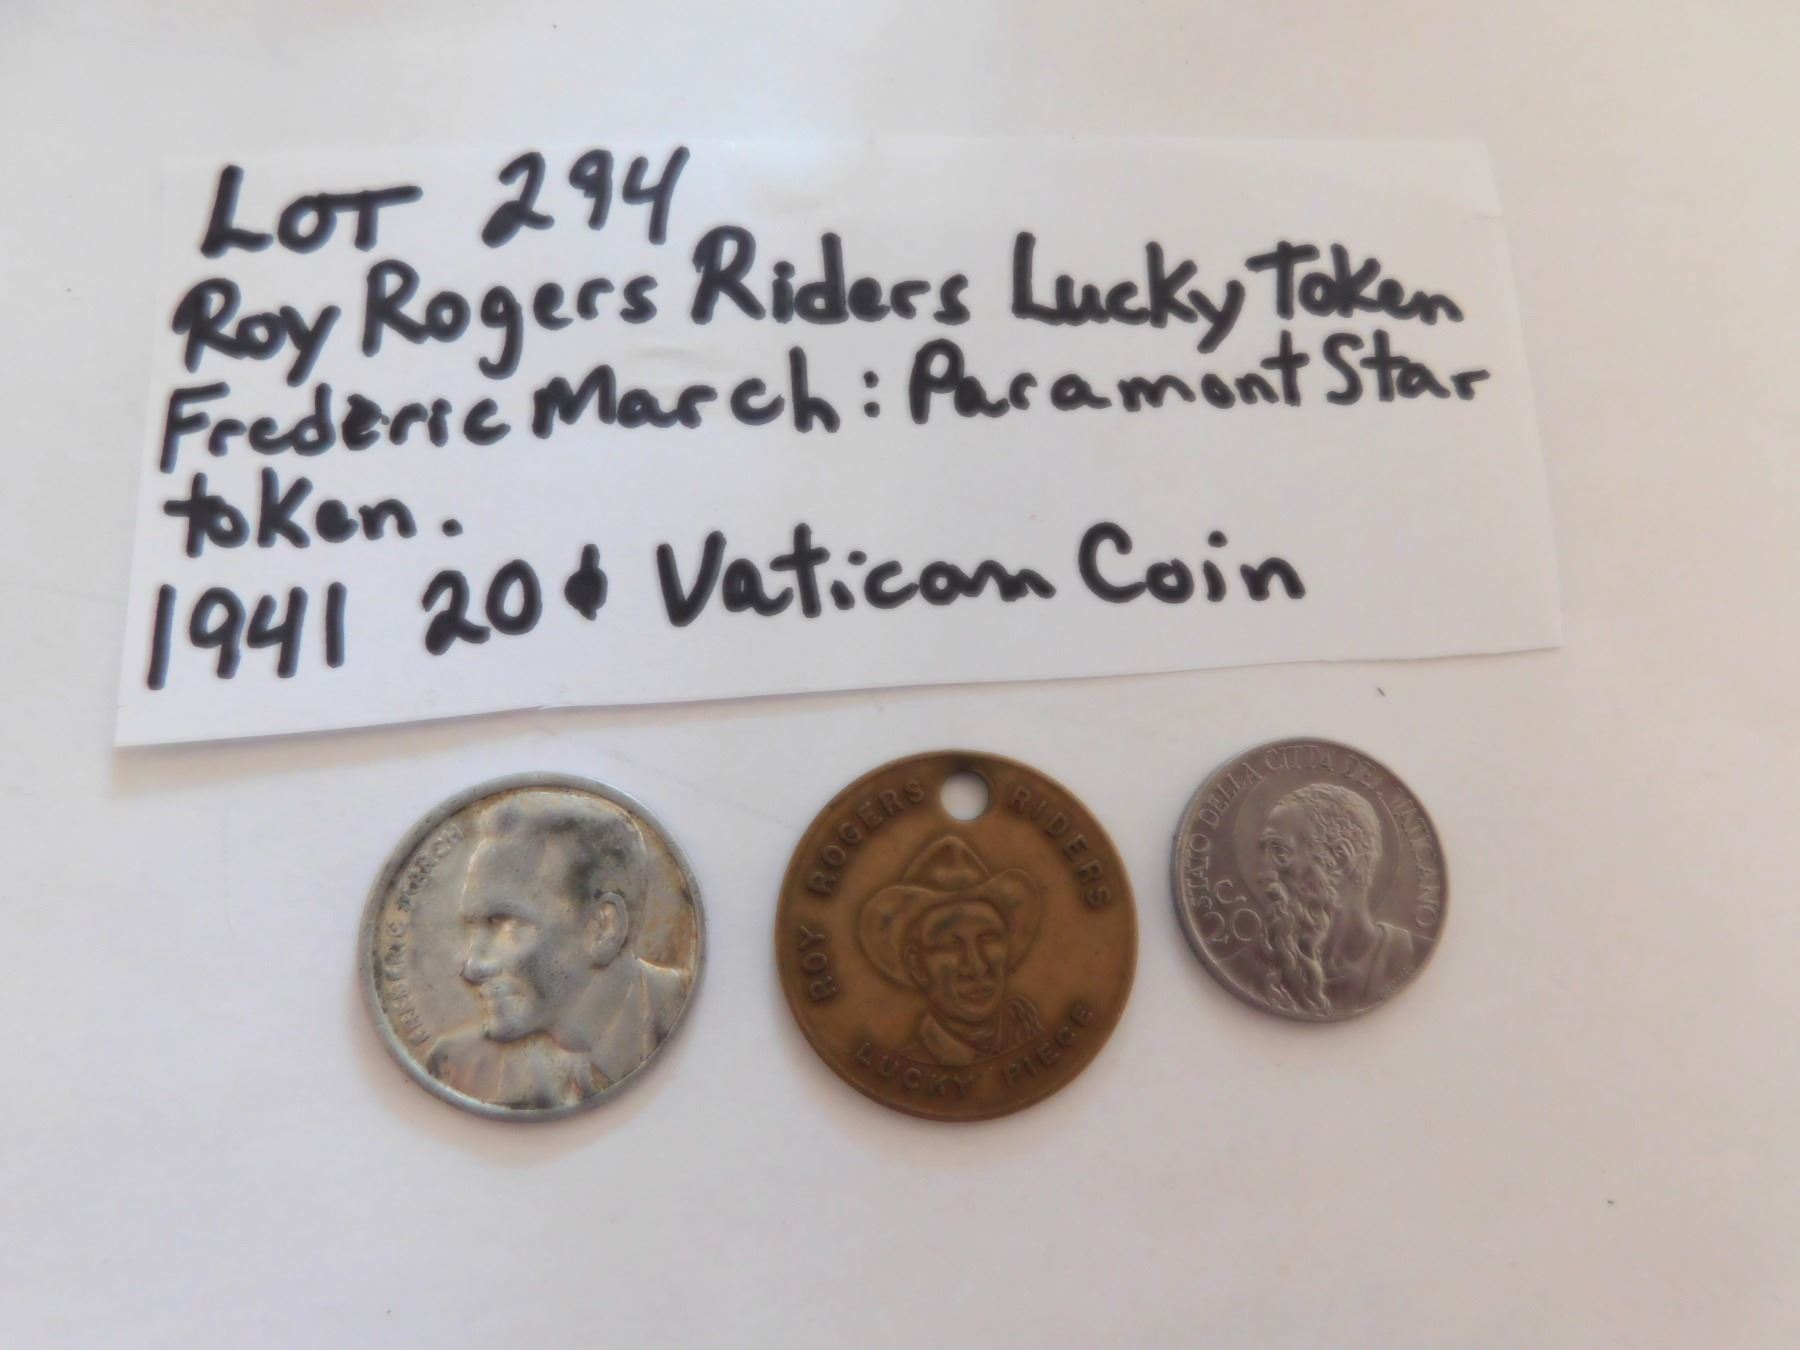 LOT 294
Roy Rogers Riders Lucky Token
Frederic March: Paramont Star
token.
1941 20¢ Vatican Coin
FREDERIC MARCH
ROY ROGERS RIDERS
LUCKY PIECE
STATO DELLA CITTA DEL VATICANO
C.
20